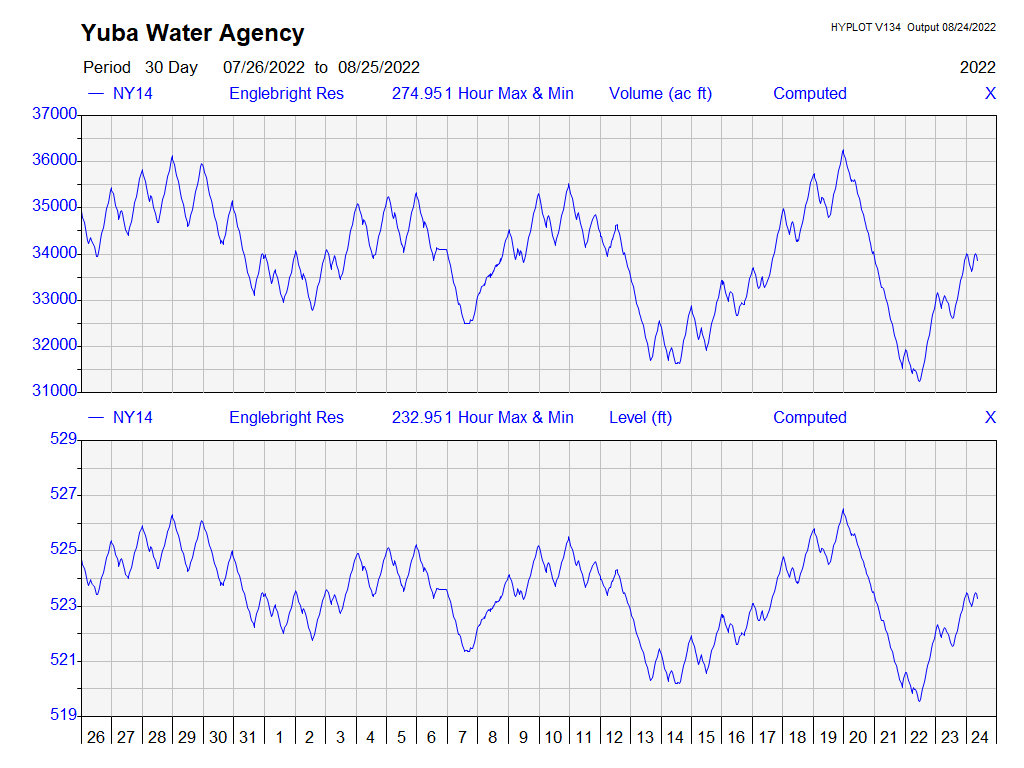 Yuba Water Agency
HYPLOT V134 Output 08/24/2022
Period 30 Day 07/26/2022 to 08/25/2022 2022
NY14 Englebright Res 274.951 Hour Max & Min Volume (ac ft) Computed X
37000
36000
35000
34000
33000
32000
31000
NY14 Englebright Res 232.951 Hour Max & Min Level (ft) Computed X
529
527
525
523
521
519
26 27 28 29 30 31 1 2 3 4 5 6 7 8 9 10 11 12 13 14 15 16 17 18 19 20 21 22 23 24